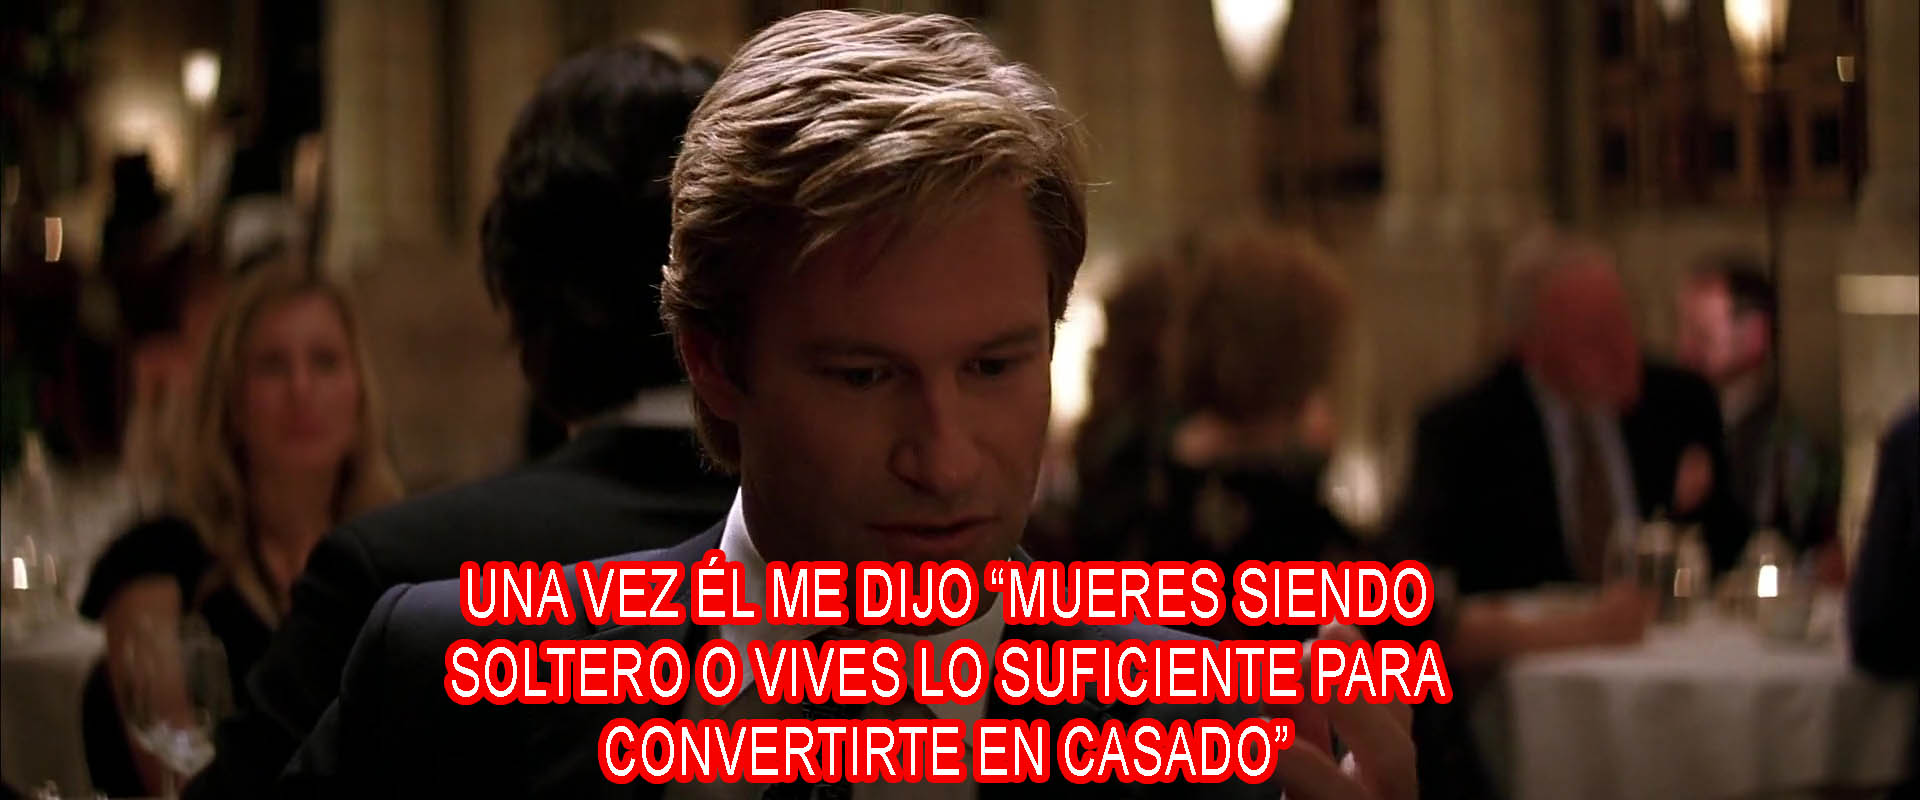 UNA VEZ ÉL ME DIJO “MUERES SIENDO
SOLTERO O VIVES LO SUFICIENTE PARA
CONVERTIRTE EN CASADO”